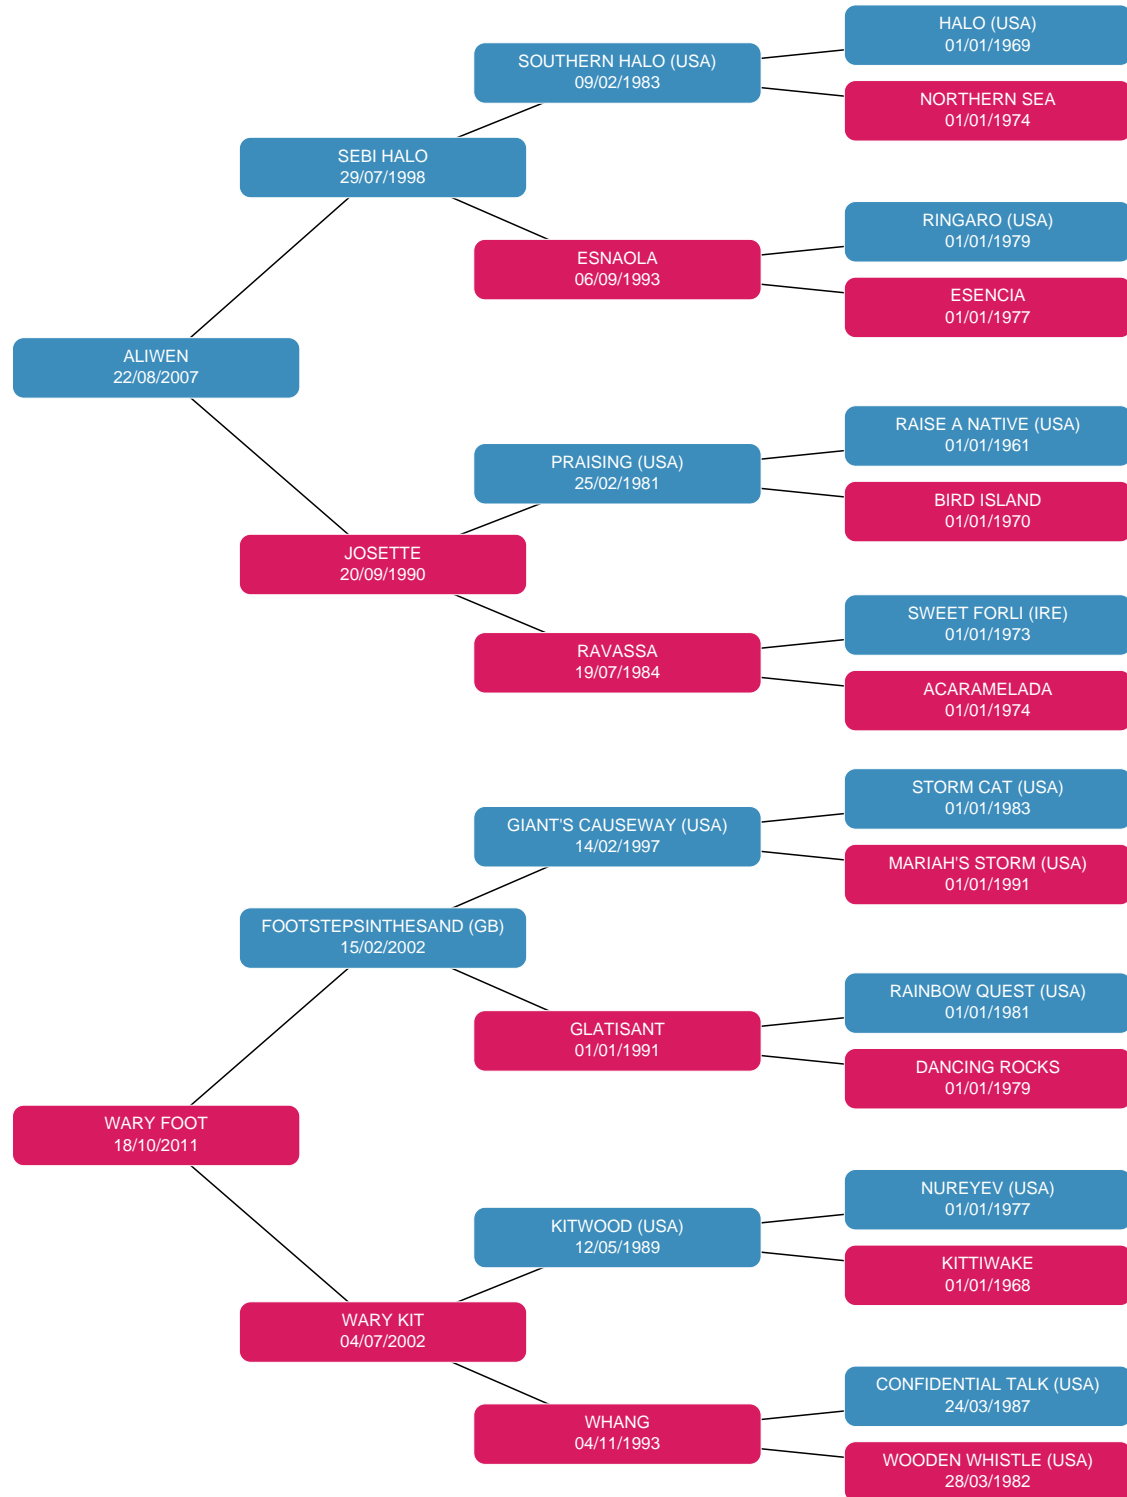 HALO (USA)
01/01/1969
SOUTHERN HALO (USA)
09/02/1983
NORTHERN SEA
01/01/1974
SEBI HALO
29/07/1998
RINGARO (USA)
01/01/1979
ESNAOLA
06/09/1993
ESENCIA
01/01/1977
ALIWEN
22/08/2007
RAISE A NATIVE (USA)
01/01/1961
PRAISING (USA)
25/02/1981
BIRD ISLAND
01/01/1970
JOSETTE
20/09/1990
SWEET FORLI (IRE)
01/01/1973
RAVASSA
19/07/1984
ACARAMELADA
01/01/1974
STORM CAT (USA)
01/01/1983
GIANT'S CAUSEWAY (USA)
14/02/1997
MARIAH'S STORM (USA)
01/01/1991
FOOTSTEPSINTHESAND (GB)
15/02/2002
RAINBOW QUEST (USA)
01/01/1981
GLATISANT
01/01/1991
DANCING ROCKS
01/01/1979
WARY FOOT
18/10/2011
NUREYEV (USA)
01/01/1977
KITWOOD (USA)
12/05/1989
KITTIWAKE
01/01/1968
WARY KIT
04/07/2002
CONFIDENTIAL TALK (USA)
24/03/1987
WHANG
04/11/1993
WOODEN WHISTLE (USA)
28/03/1982